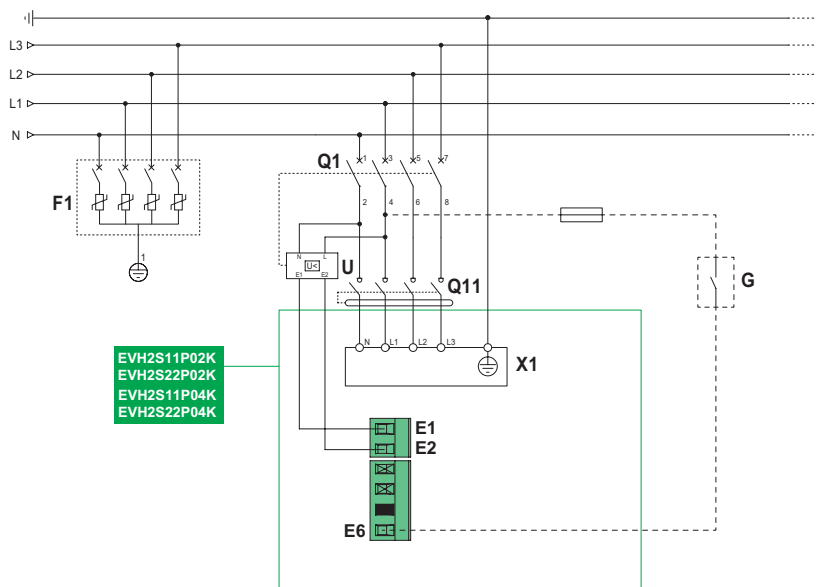 L3
L2
L1
N
Q1
1
3
5
7
F1
2
4
6
8
1
N
L
U<
U
E1
E2
Q11
G
EVH2S11P02K
EVH2S22P02K
EVH2S11P04K
EVH2S22P04K
N
L1
L2
L3
X1
E1
E2
E6